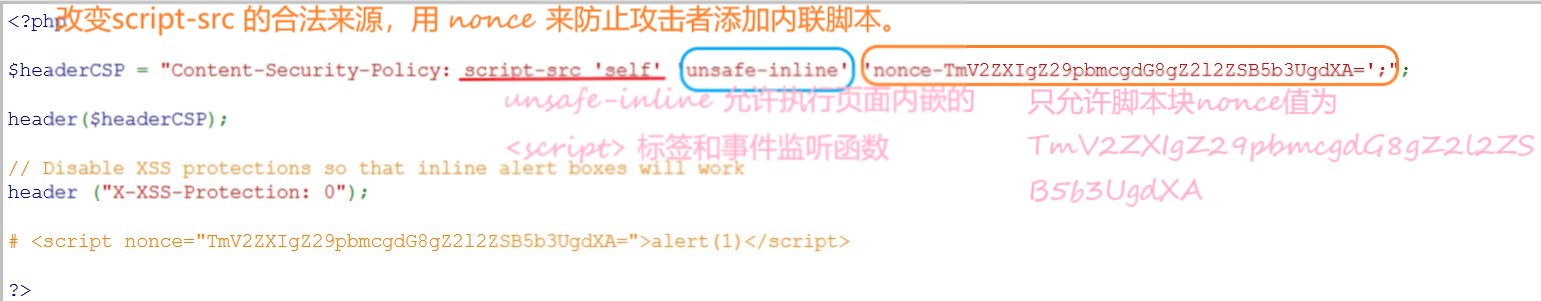 <?php
改变script-src 的合法来源，用 nonce 来防止攻击者添加内联脚本。
$headerCSP = "Content-Security-Policy: script-src 'self' 'unsafe-inline' 'nonce-TmV2ZXIgZ29pbmcgdG8gZ2l2ZSB5b3UgdXA=';";
unsafe-inline 允许执行页面内嵌的
<script> 标签和事件监听函数
只允许脚本块nonce值为
TmV2ZXIgZ29pbmcgdG8gZ2l2ZS
B5b3UgdXA
header($headerCSP);
// Disable XSS protections so that inline alert boxes will work
header ("X-XSS-Protection: 0");
# <script nonce="TmV2ZXIgZ29pbmcgdG8gZ2l2ZSB5b3UgdXA=">alert(1)</script>
?>